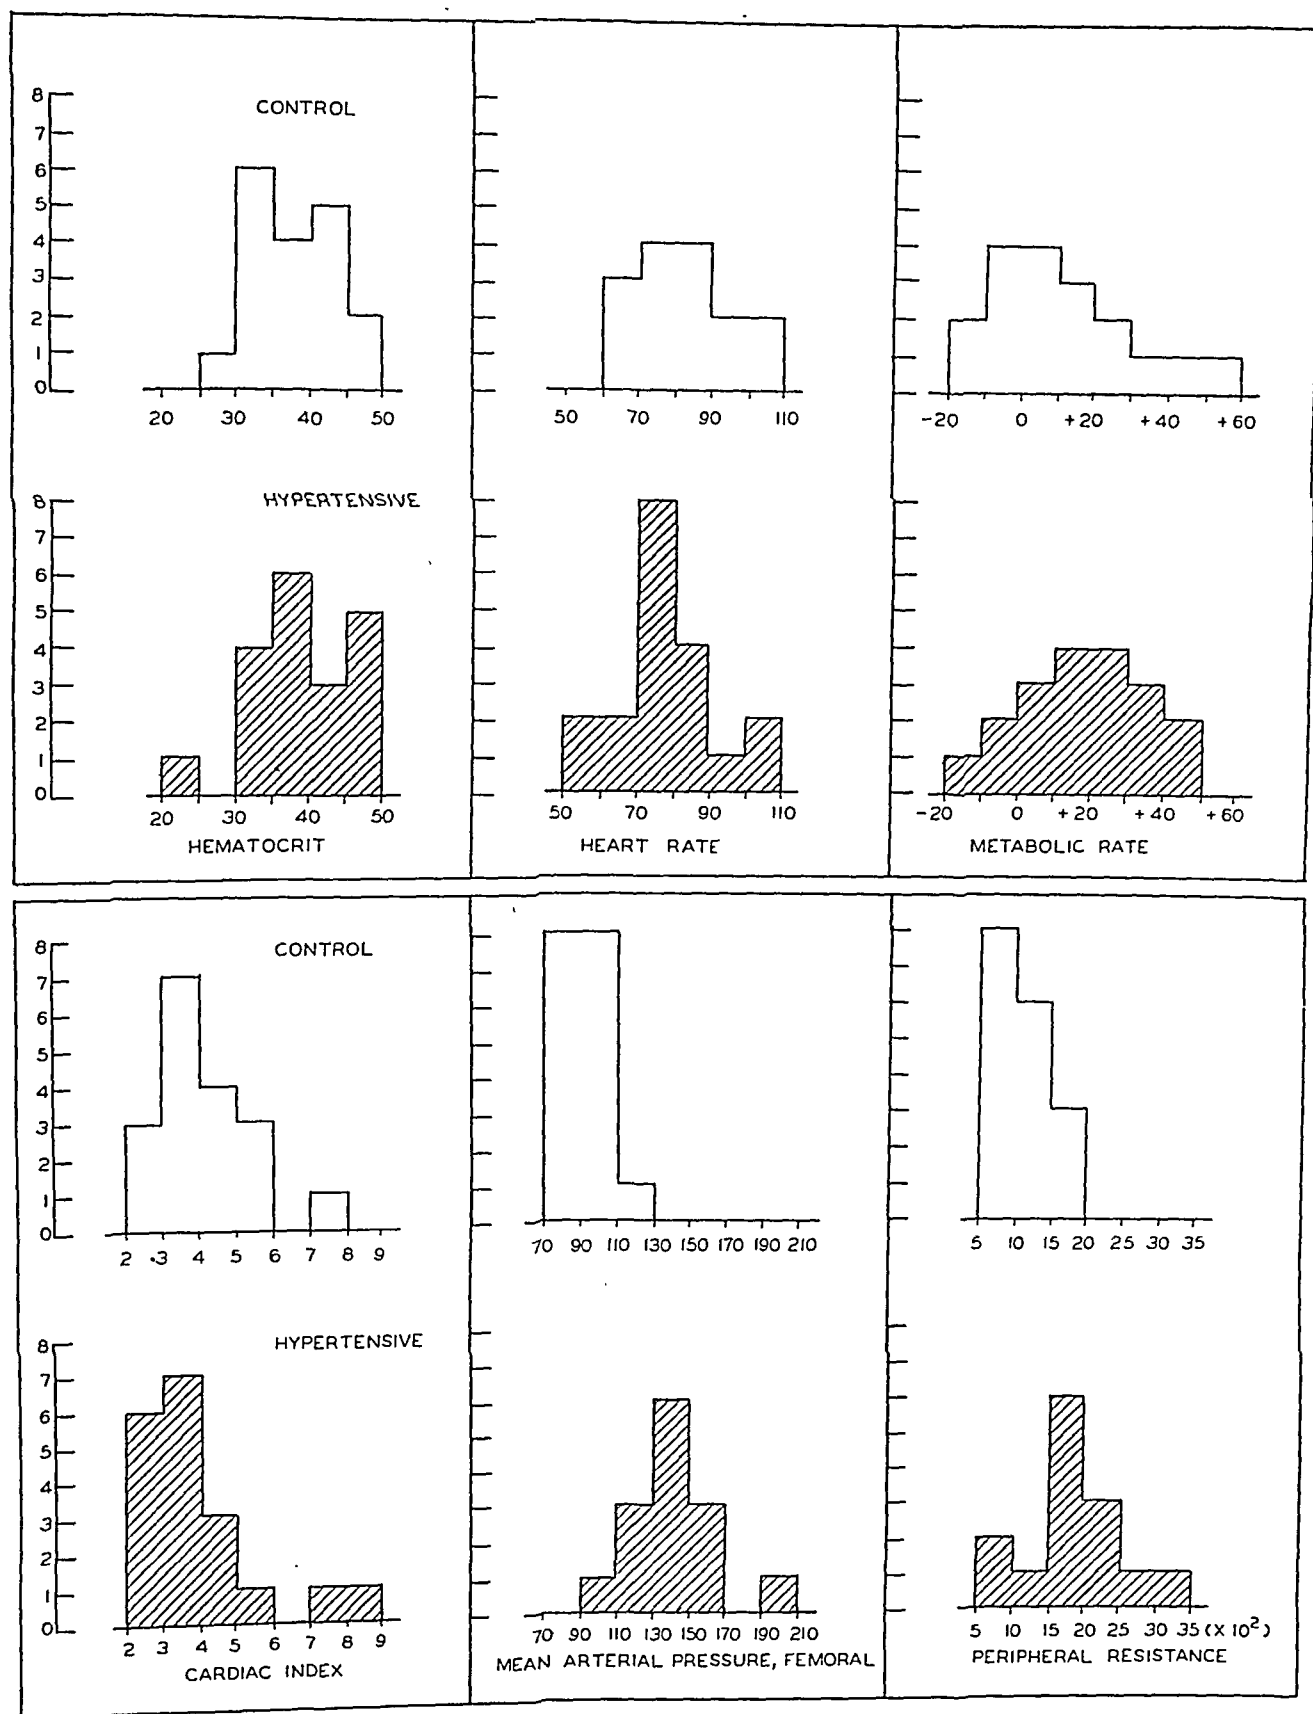 CONTROL
8
7
6
5
4
3
2
1
0
20 30 40 50
50 70 90 110
-20 0 +20 +40 +60
HYPERTENSIVE
8
7
6
5
4
3
2
1
0
20 30 40 50
50 70 90 110
-20 0 +20 +40 +60
HEMATOCRIT
HEART RATE
METABOLIC RATE
CONTROL
8
7
6
5
4
3
2
1
0
2 3 4 5 6 7 8 9
70 90 110 130 150 170 190 210
5 10 15 20 25 30 35
HYPERTENSIVE
8
7
6
5
4
3
2
1
0
2 3 4 5 6 7 8 9
70 90 110 130 150 170 190 210
5 10 15 20 25 30 35 (X 10²)
CARDIAC INDEX
MEAN ARTERIAL PRESSURE, FEMORAL
PERIPHERAL RESISTANCE